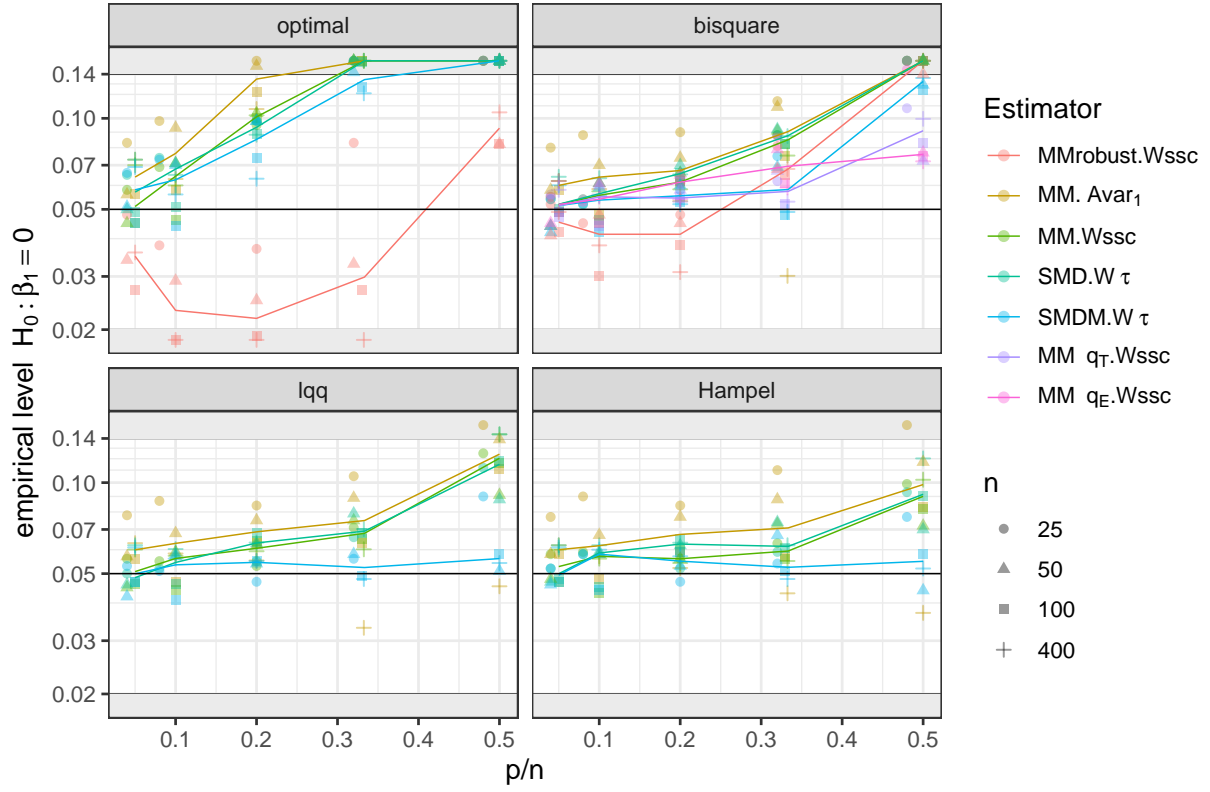 optimal
bisquare
0.14
0.10
0.07
0.05
0.03
0.02
lqq
Hampel
0.14
0.10
0.07
0.05
0.03
0.02
0.1 0.2 0.3 0.4 0.5
0.1 0.2 0.3 0.4 0.5
p/n
empirical level H₀ : β₁ = 0
Estimator
MMrobust.Wssc
MM. Avar₁
MM.Wssc
SMD.W τ
SMDM.W τ
MM q_T.Wssc
MM q_E.Wssc
n
25
50
100
400